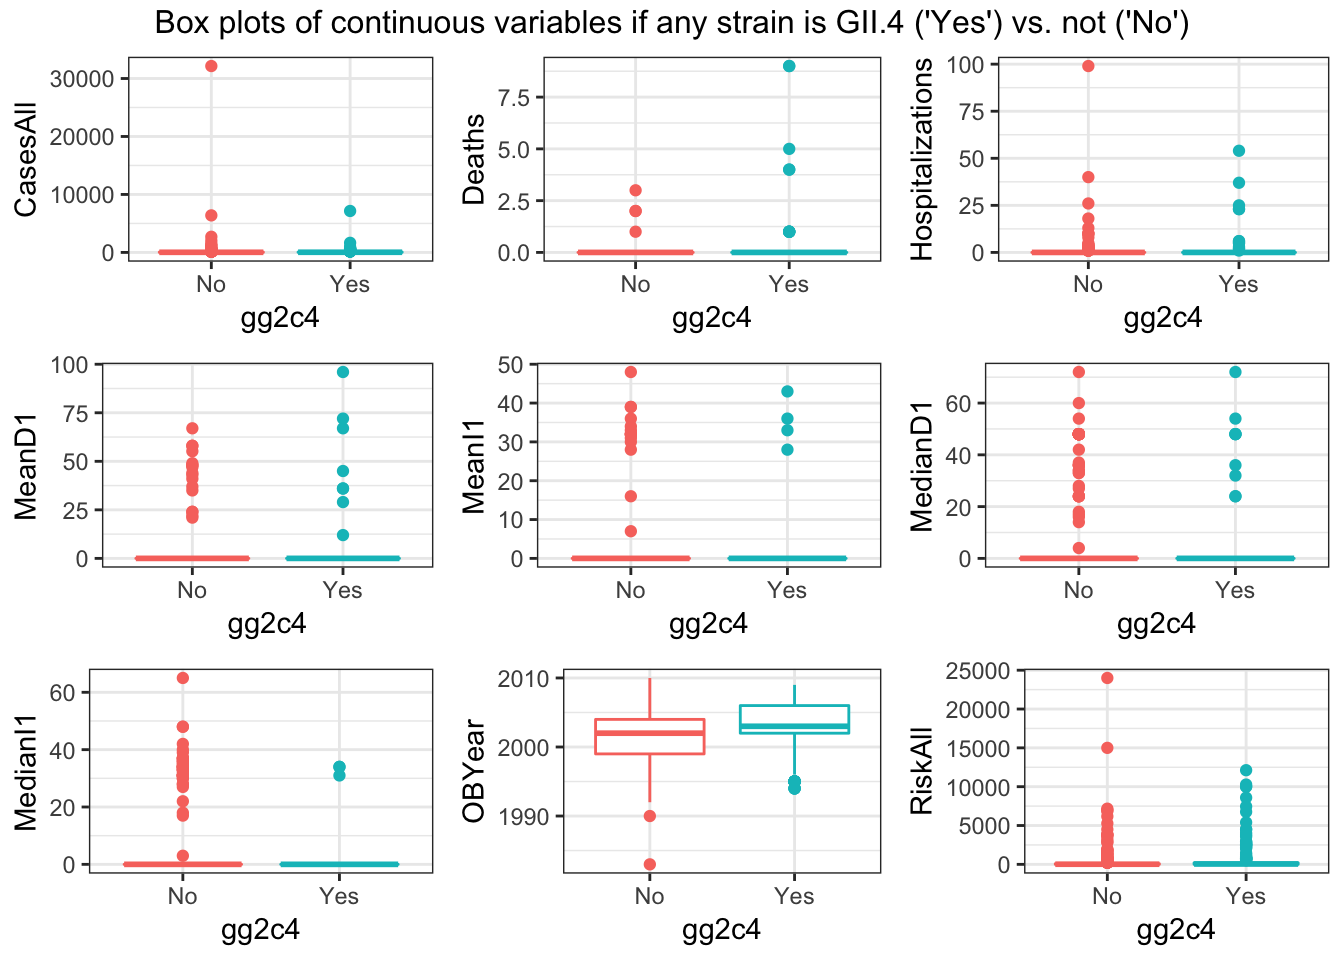 Box plots of continuous variables if any strain is GII.4 ('Yes') vs. not ('No')
CasesAll
30000
20000
10000
0
No Yes
gg2c4
Deaths
7.5
5.0
2.5
0.0
No Yes
gg2c4
Hospitalizations
100
75
50
25
0
No Yes
gg2c4
MeanD1
100
75
50
25
0
No Yes
gg2c4
MeanI1
50
40
30
20
10
0
No Yes
gg2c4
MedianD1
60
40
20
0
No Yes
gg2c4
MedianI1
60
40
20
0
No Yes
gg2c4
OBYear
2010
2000
1990
No Yes
gg2c4
RiskAll
25000
20000
15000
10000
5000
0
No Yes
gg2c4